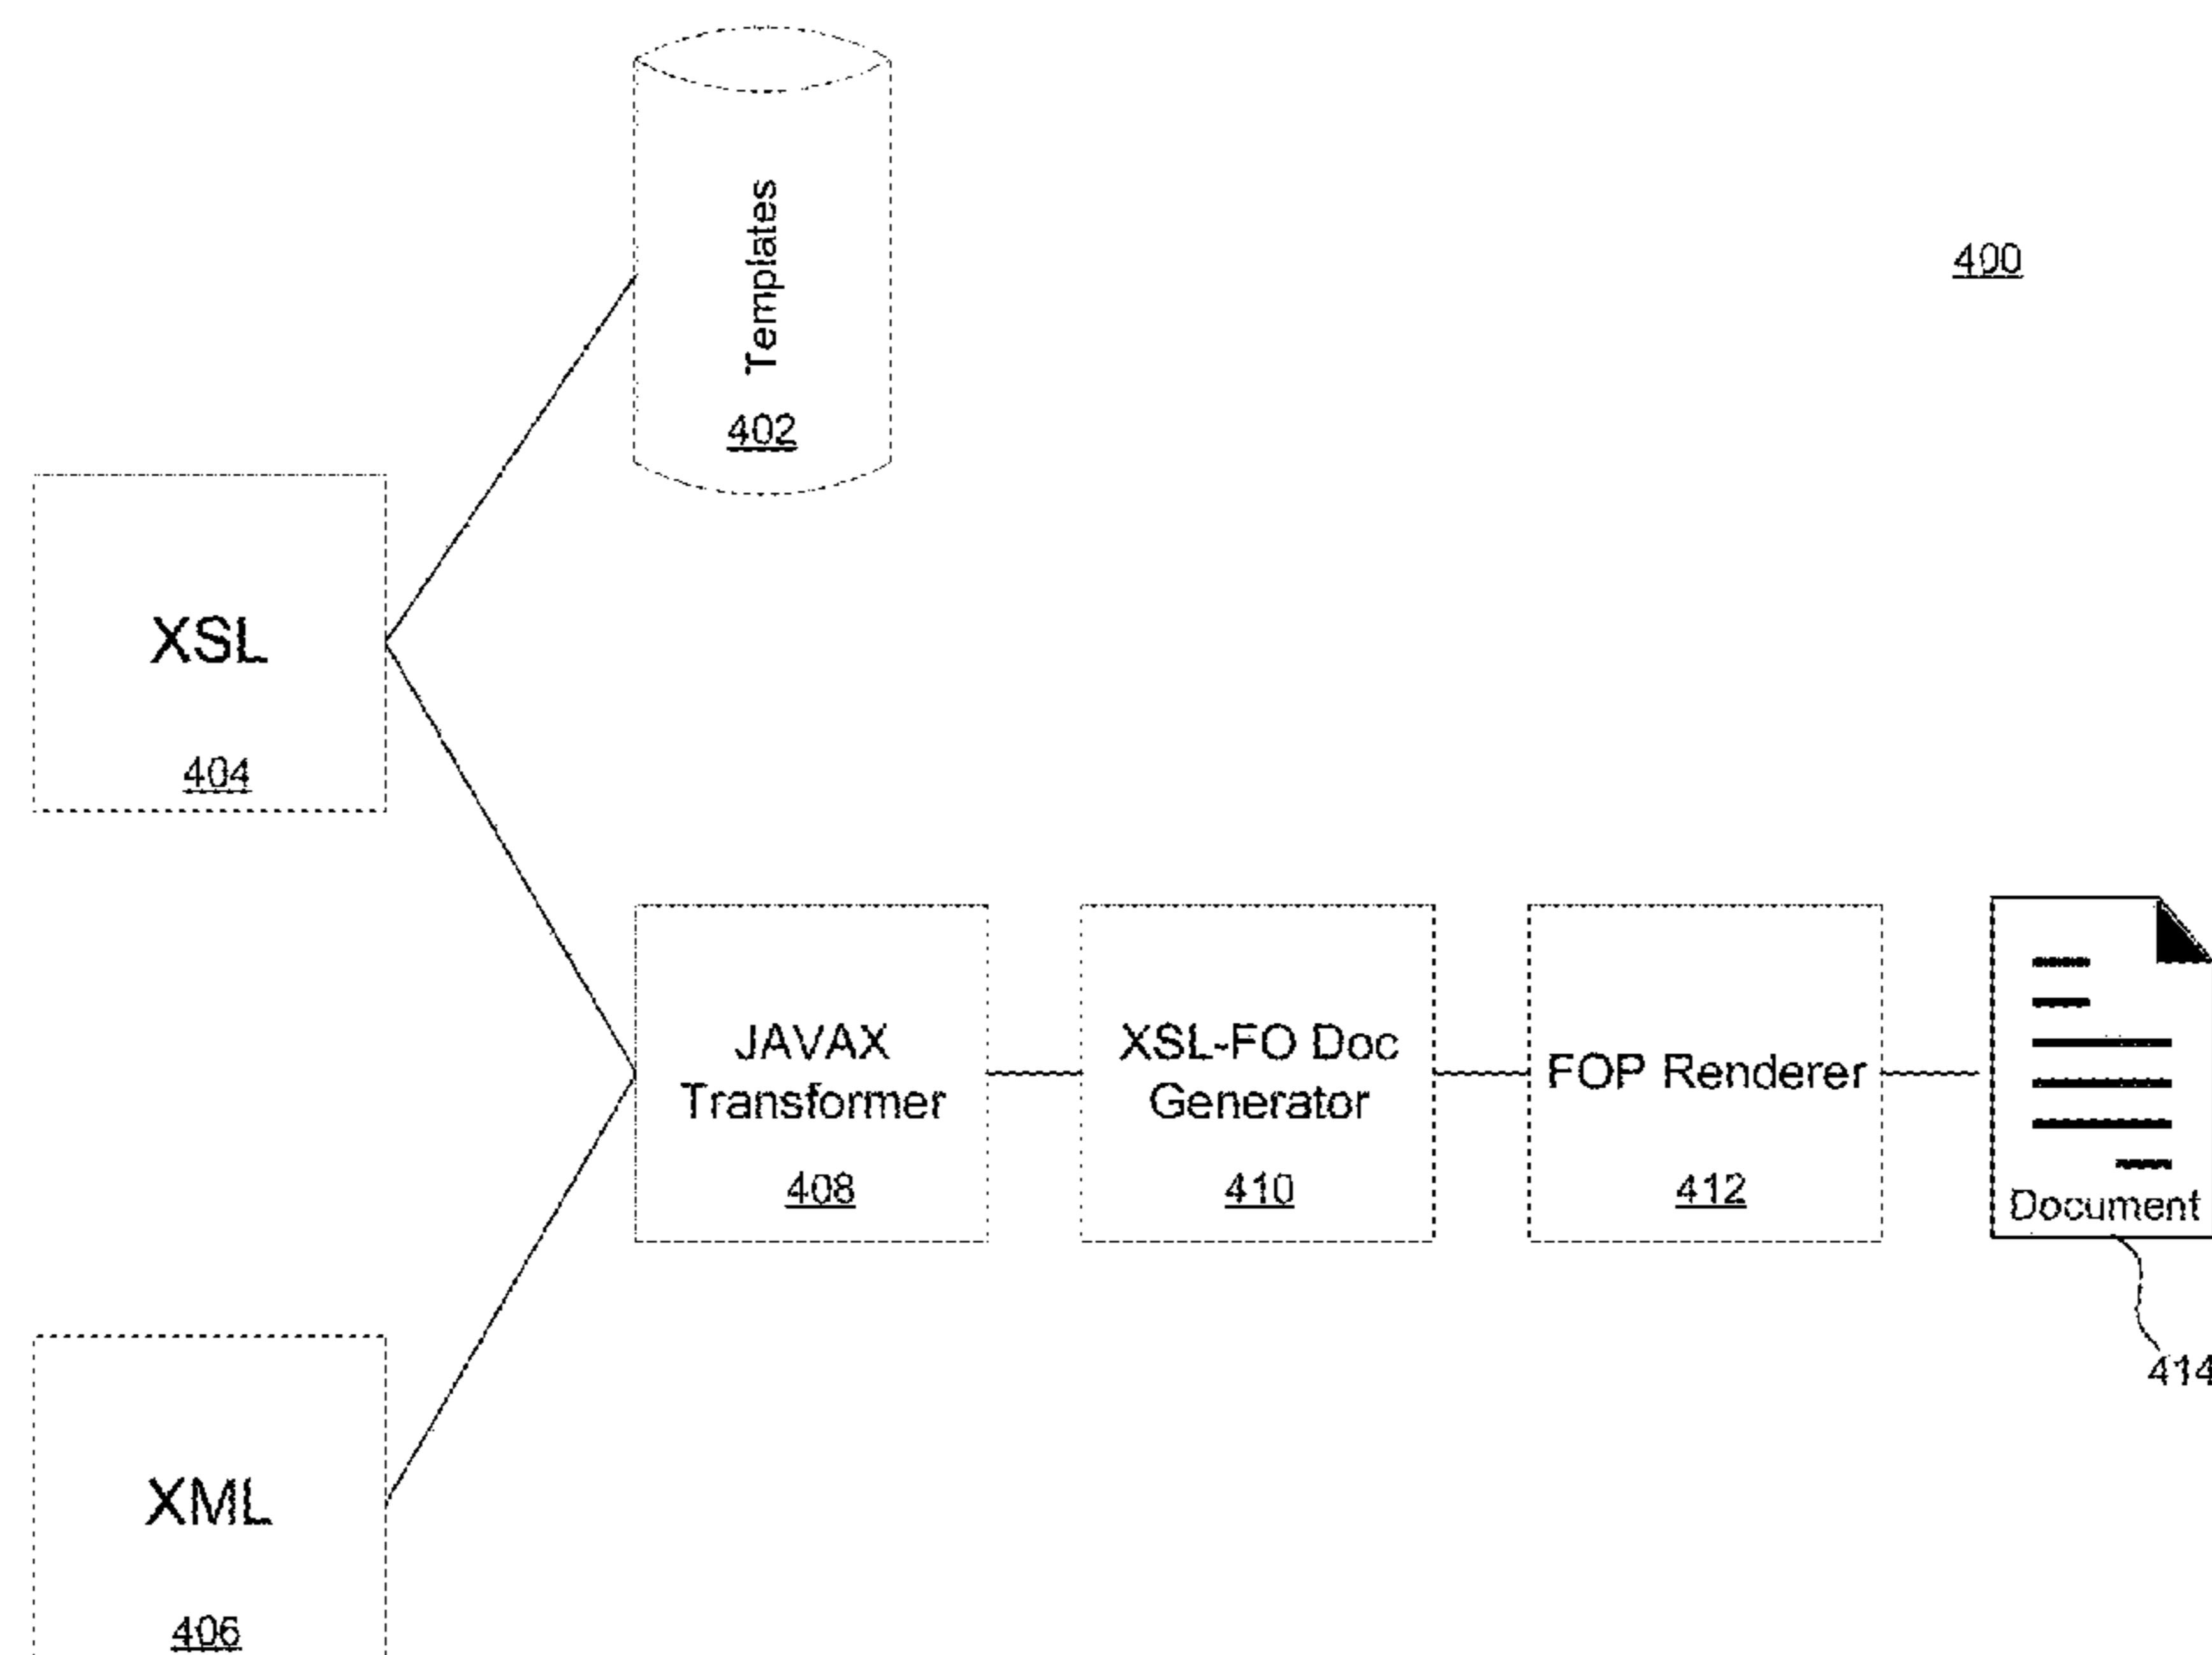 Templates
402
400
XSL
404
JAVAX
Transformer
408
XSL-FO Doc
Generator
410
FOP Renderer
412
Document
414
XML
406